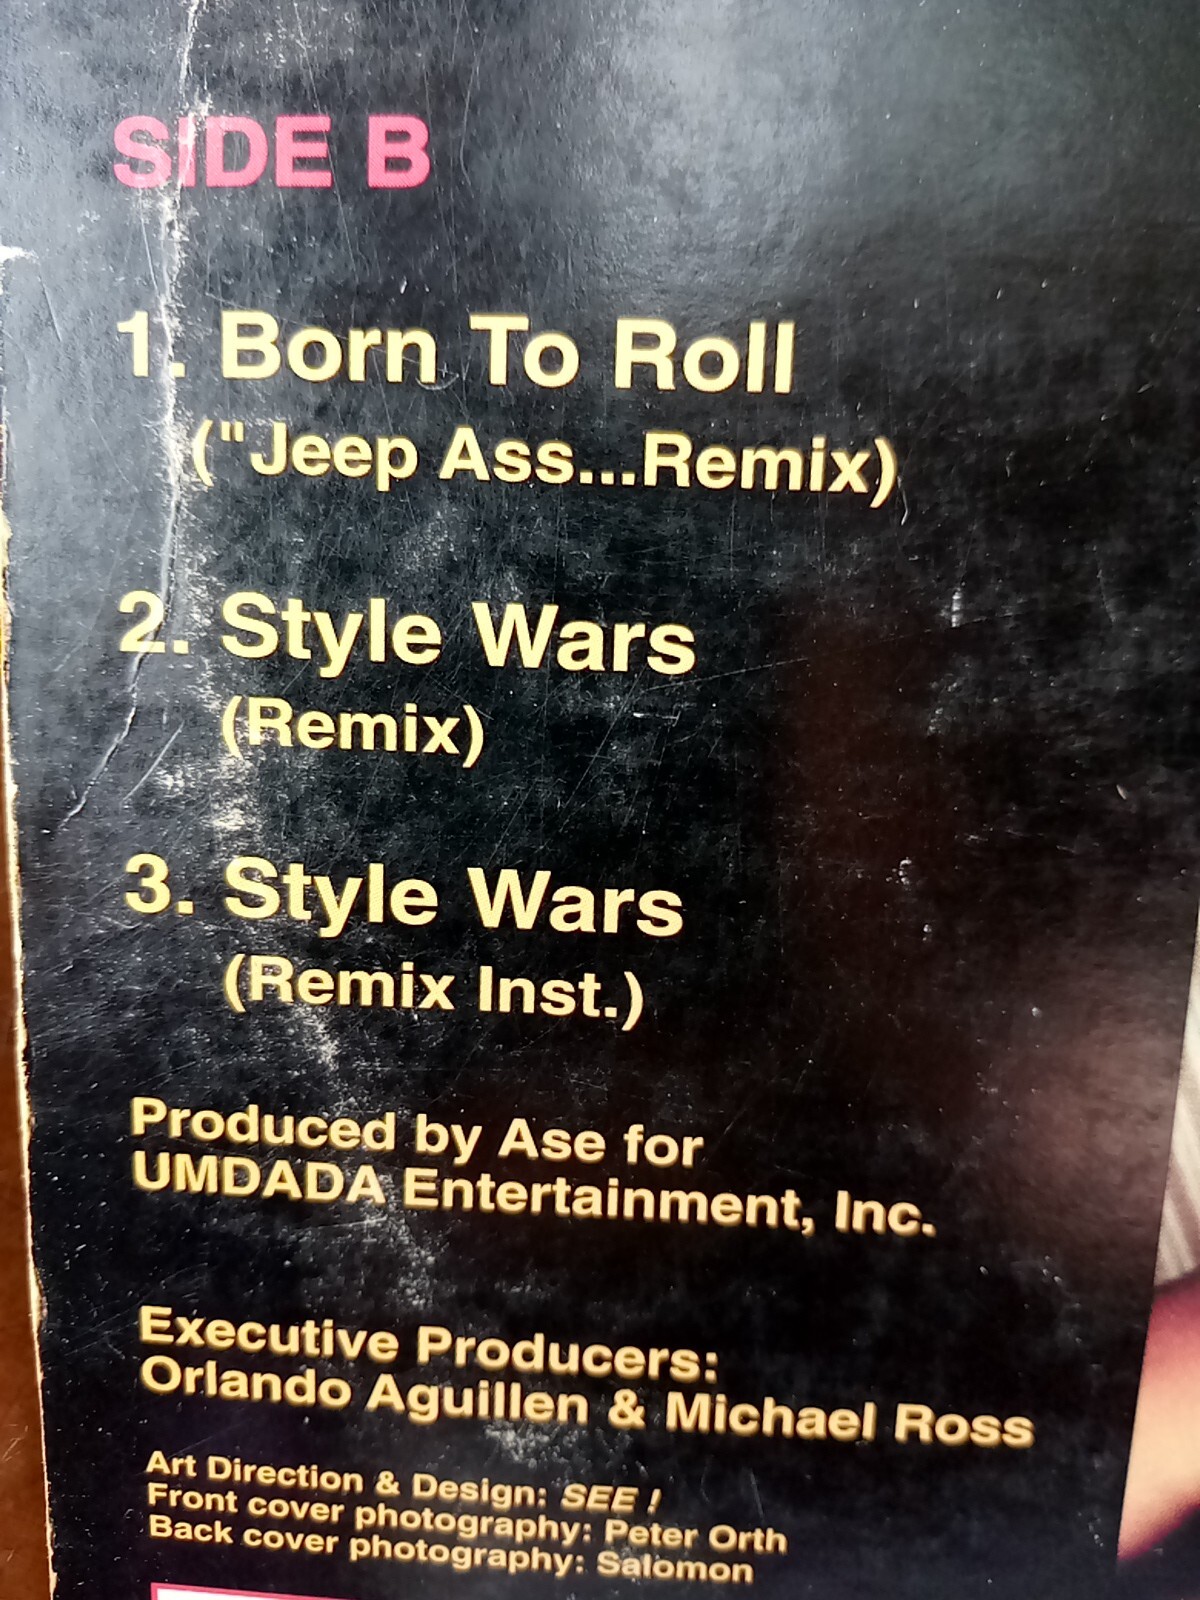 SIDE B
1. Born To Roll
("Jeep Ass...Remix)
2. Style Wars
(Remix)
3. Style Wars
(Remix Inst.)
Produced by Ase for
UMDADA Entertainment, Inc.
Executive Producers:
Orlando Aguillen & Michael Ross
Art Direction & Design: SEE !
Front cover photography: Peter Orth
Back cover photography: Salomon